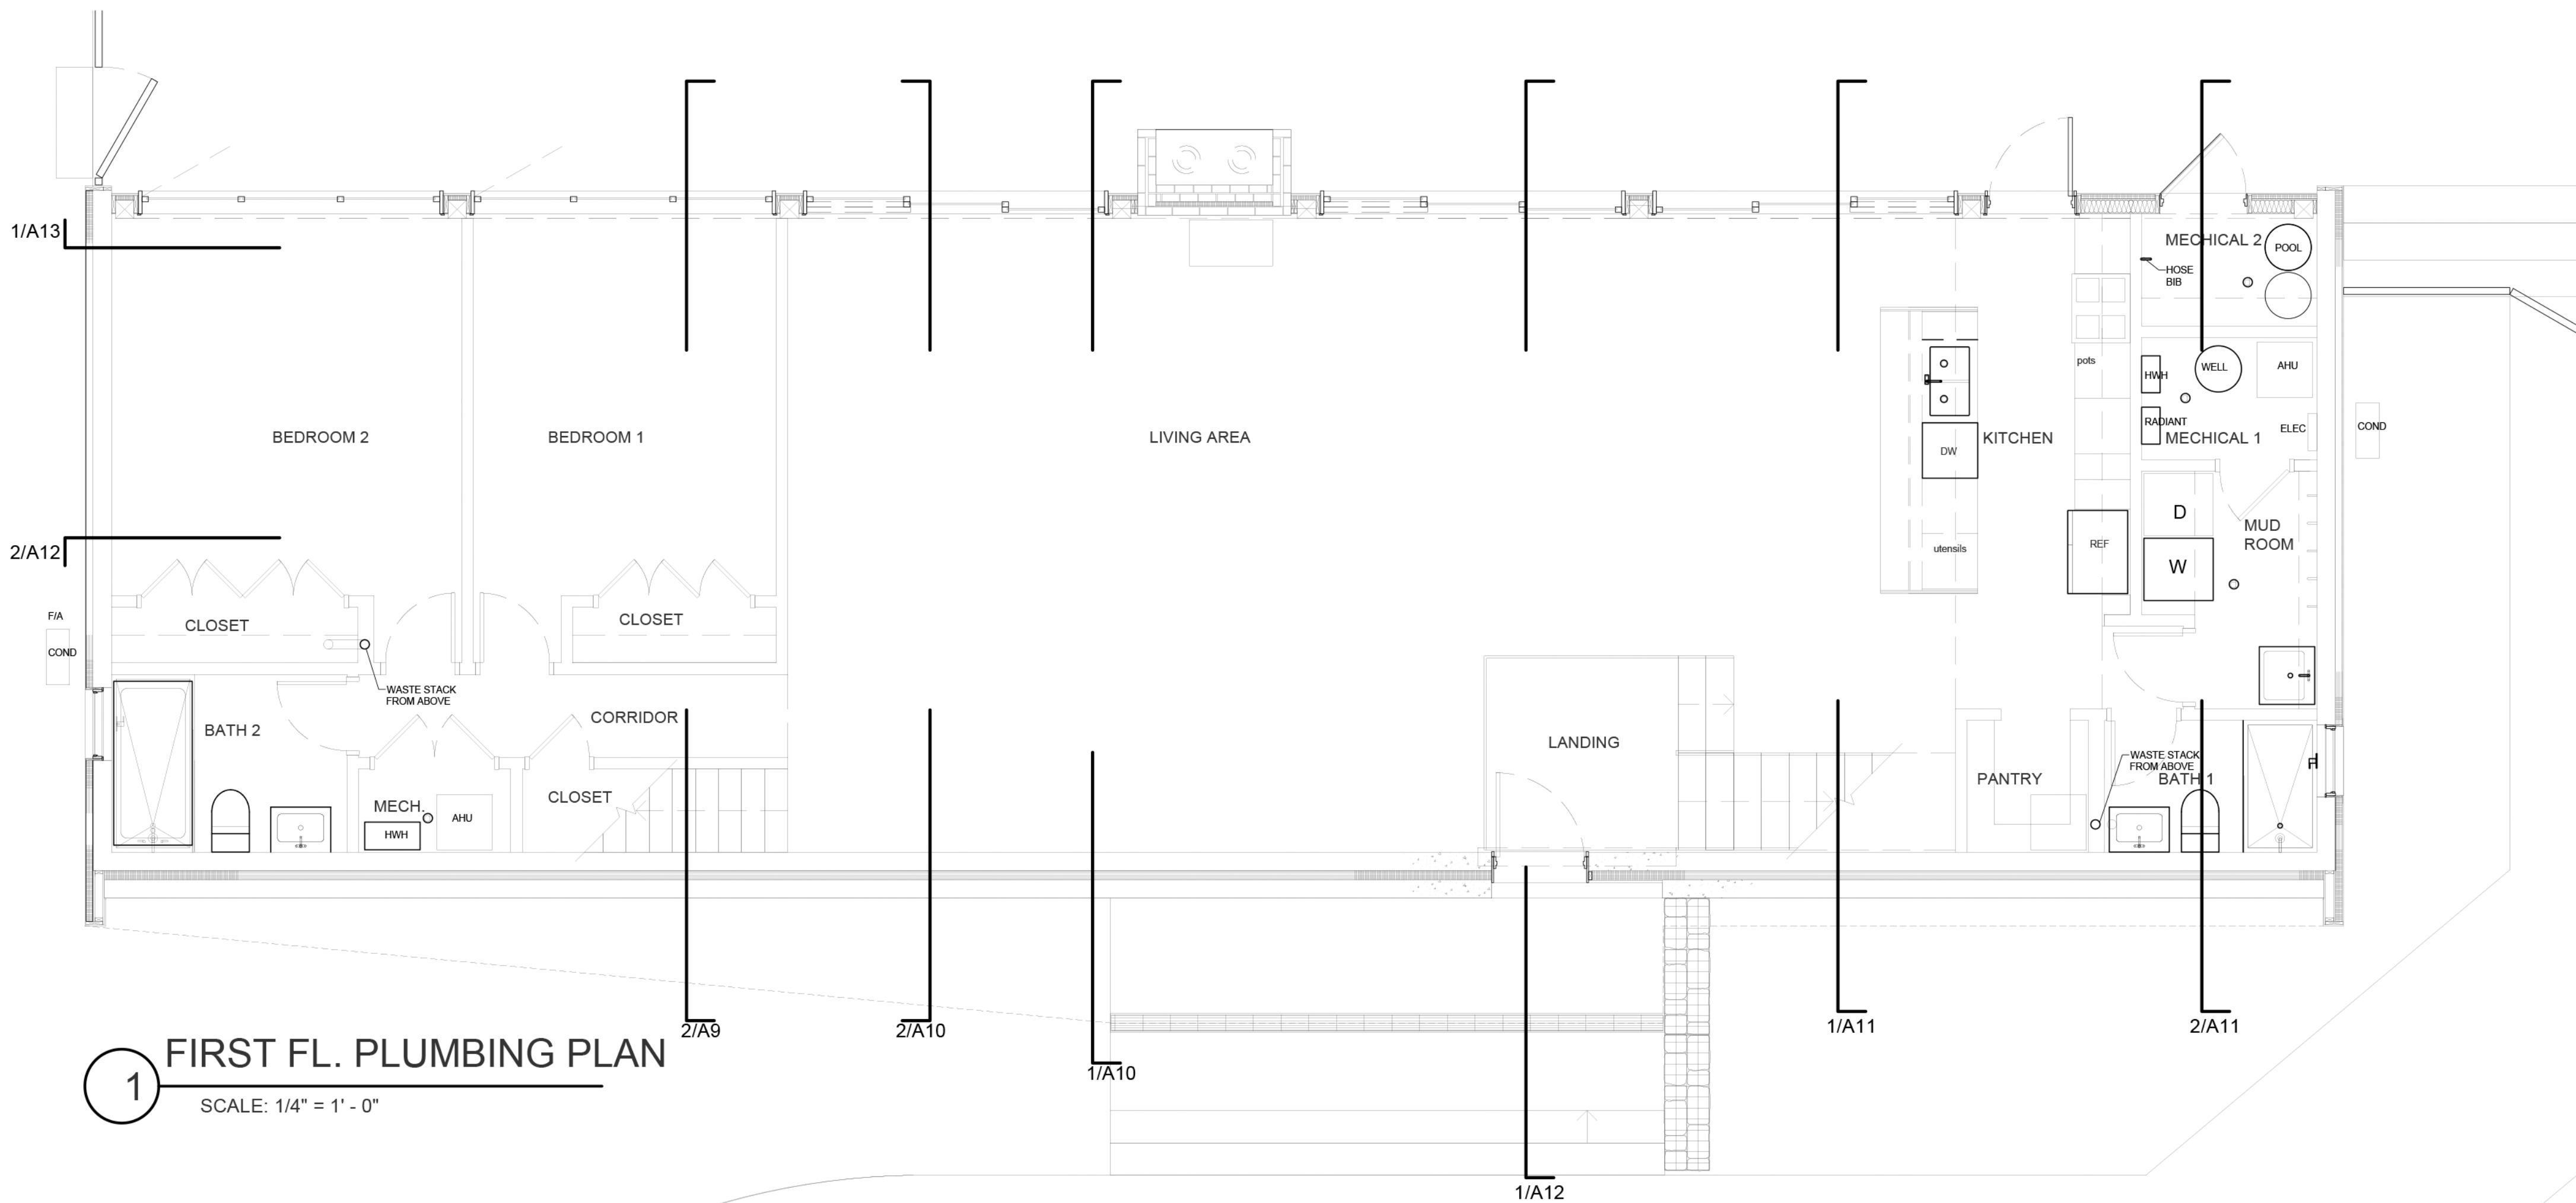 1/A13
MECHICAL 2
POOL
HOSE
BIB
pots
HWH
WELL
AHU
RADIANT
MECHICAL 1
ELEC
COND
BEDROOM 2
BEDROOM 1
LIVING AREA
KITCHEN
DW
D
MUD
ROOM
REF
utensils
W
2/A12
F/A
COND
CLOSET
CLOSET
WASTE STACK
FROM ABOVE
BATH 2
CORRIDOR
LANDING
WASTE STACK
FROM ABOVE
PANTRY
BATH 1
MECH.
CLOSET
HWH
AHU
2/A9
2/A10
1/A10
1/A11
2/A11
1/A12
1
FIRST FL. PLUMBING PLAN
SCALE: 1/4" = 1' - 0"